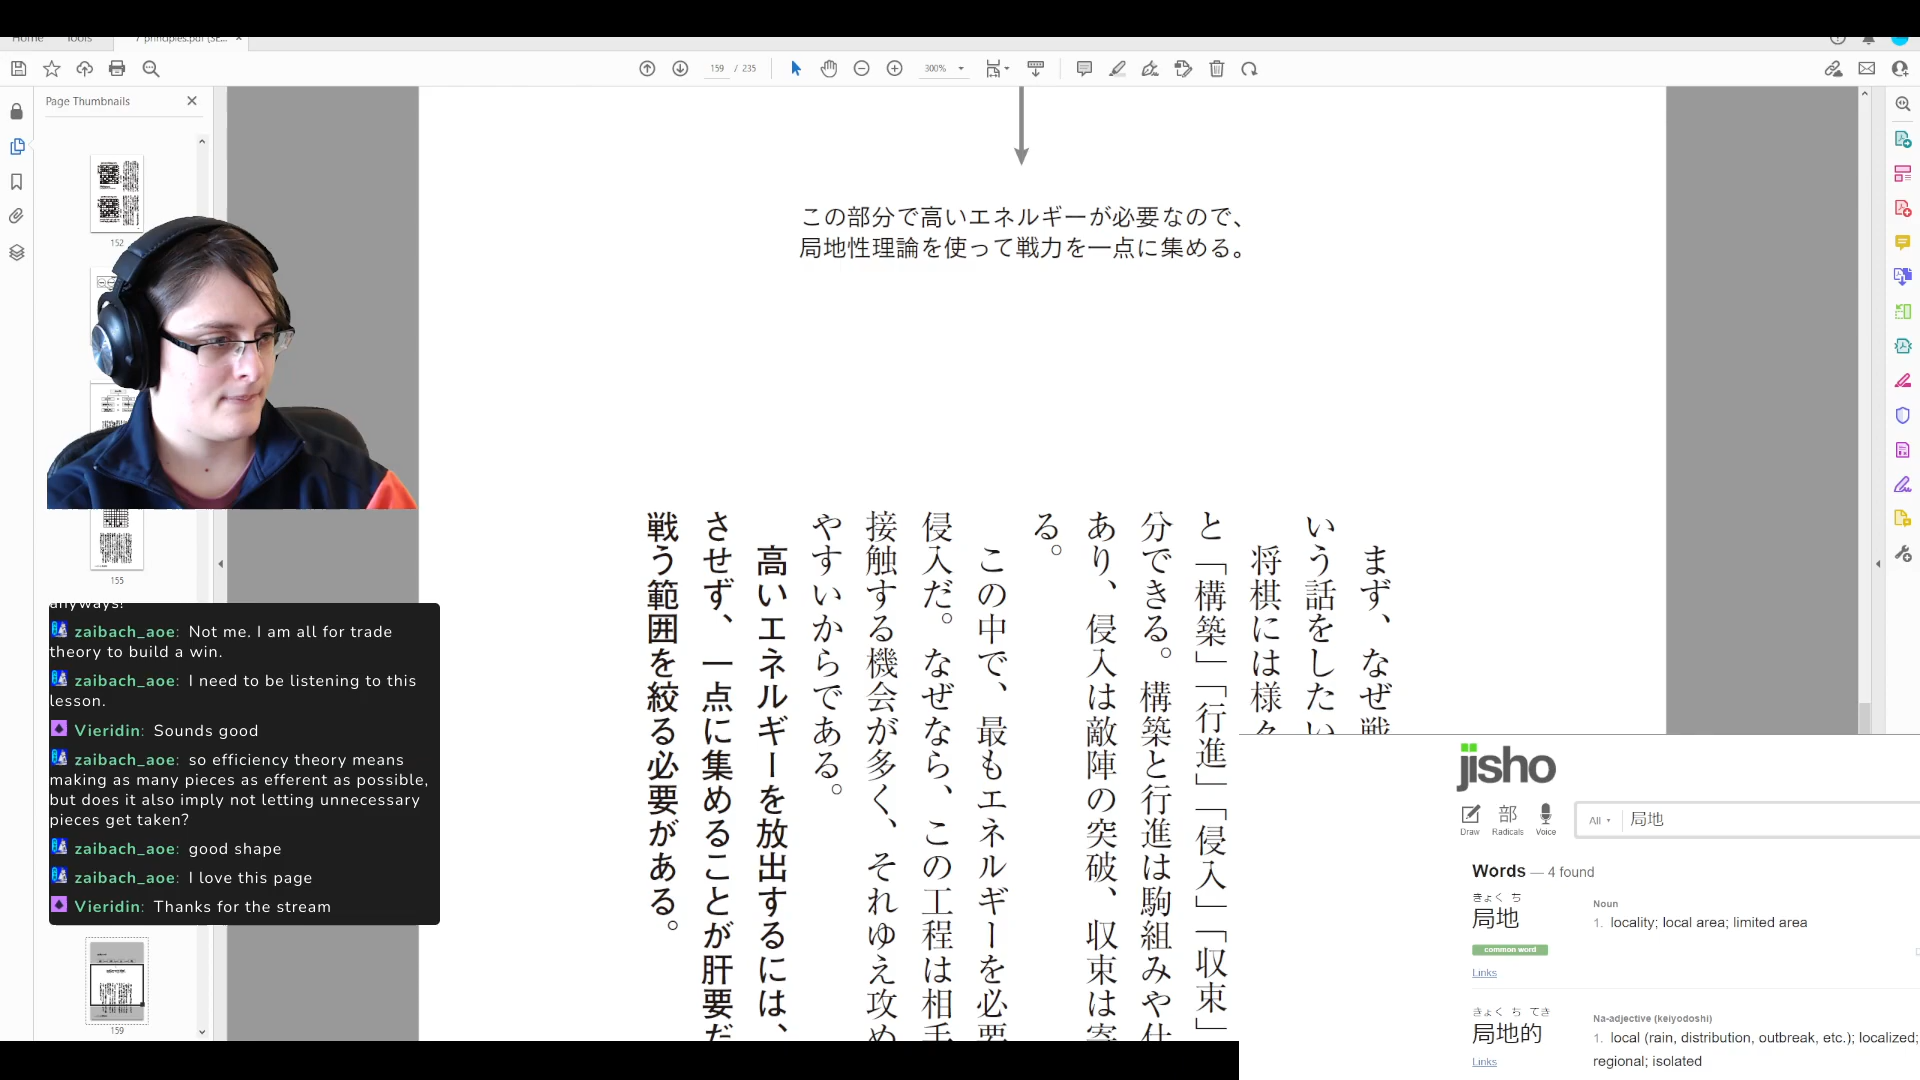 Home
Tools
7 principles.pdf (SE...
159 / 235
300%
Page Thumbnails
152
155
159
この部分で高いエネルギーが必要なので、
局地性理論を使って戦力を一点に集める。
まず、なぜ戦
いう話をしたい
将棋には様々
と「構築」「行進」「侵入」「収束」
分できる。構築と行進は駒組みや仕
あり、侵入は敵陣の突破、収束は寄
る。
この中で、最もエネルギーを必要
侵入だ。なぜなら、この工程は相手
接触する機会が多く、それゆえ攻め
やすいからである。
高いエネルギーを放出するには、
させず、一点に集めることが肝要だ
戦う範囲を絞る必要がある。
anyways!
zaibach_aoe: Not me. I am all for trade
theory to build a win.
zaibach_aoe: I need to be listening to this
lesson.
Vieridin: Sounds good
zaibach_aoe: so efficiency theory means
making as many pieces as efferent as possible,
but does it also imply not letting unnecessary
pieces get taken?
zaibach_aoe: good shape
zaibach_aoe: I love this page
Vieridin: Thanks for the stream
jisho
Draw
部
Radicals
Voice
All
局地
Words — 4 found
きょく ち
局地
common word
Links
Noun
1. locality; local area; limited area
きょく ち てき
局地的
Links
Na-adjective (keiyodoshi)
1. local (rain, distribution, outbreak, etc.); localized;
regional; isolated